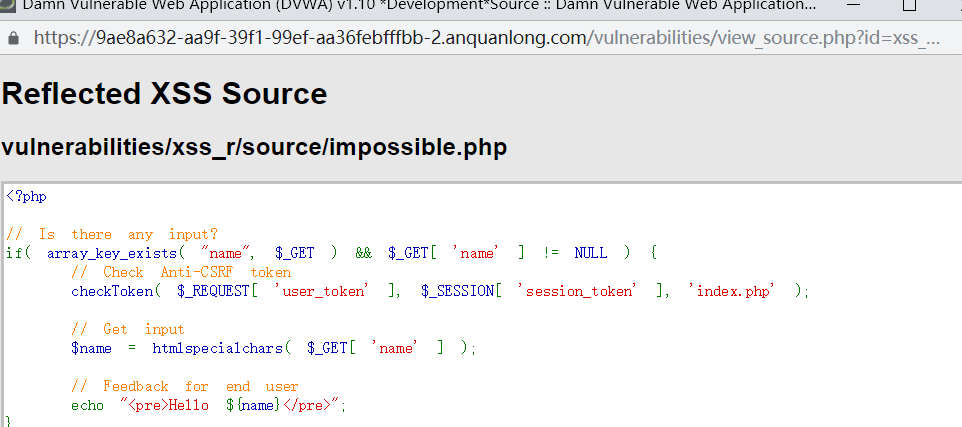 Damn Vulnerable Web Application (DVWA) v1.10 *Development*Source :: Damn Vulnerable Web Application...
https://9ae8a632-aa9f-39f1-99ef-aa36febfffbb-2.anquanlong.com/vulnerabilities/view_source.php?id=xss_...
Reflected XSS Source
vulnerabilities/xss_r/source/impossible.php
<?php
// Is there any input?
if( array_key_exists( "name", $_GET ) && $_GET[ 'name' ] != NULL ) {
// Check Anti-CSRF token
checkToken( $_REQUEST[ 'user_token' ], $_SESSION[ 'session_token' ], 'index.php' );
// Get input
$name = htmlspecialchars( $_GET[ 'name' ] );
// Feedback for end user
echo "<pre>Hello ${name}</pre>";
}